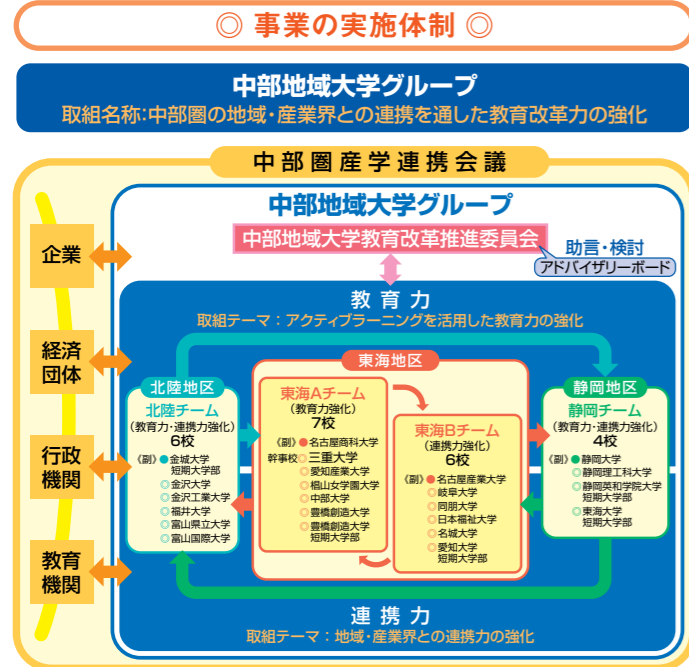 ◎ 事業の実施体制 ◎
中部地域大学グループ
取組名称:中部圏の地域・産業界との連携を通した教育改革力の強化
中部圏産学連携会議
中部地域大学グループ
中部地域大学教育改革推進委員会
助言・検討
アドバイザリーボード
企業
経済
団体
行政
機関
教育
機関
教育力
取組テーマ：アクティブラーニングを活用した教育力の強化
北陸地区
北陸チーム
(教育力・連携力強化)
6校
《副》●金城大学
短期大学部
◎金沢大学
◎金沢工業大学
◎福井大学
◎富山県立大学
◎富山国際大学
東海地区
東海Aチーム
(教育力強化)
7校
《副》●名古屋商科大学
幹事校◎三重大学
◎愛知産業大学
◎椙山女学園大学
◎中部大学
◎豊橋創造大学
◎豊橋創造大学
短期大学部
東海Bチーム
(連携力強化)
6校
《副》●名古屋産業大学
◎岐阜大学
◎同朋大学
◎日本福祉大学
◎名城大学
◎愛知大学
短期大学部
静岡地区
静岡チーム
(教育力・連携力強化)
4校
《副》●静岡大学
◎静岡理工科大学
◎静岡英和学院大学
短期大学部
◎東海大学
短期大学部
連携力
取組テーマ：地域・産業界との連携力の強化